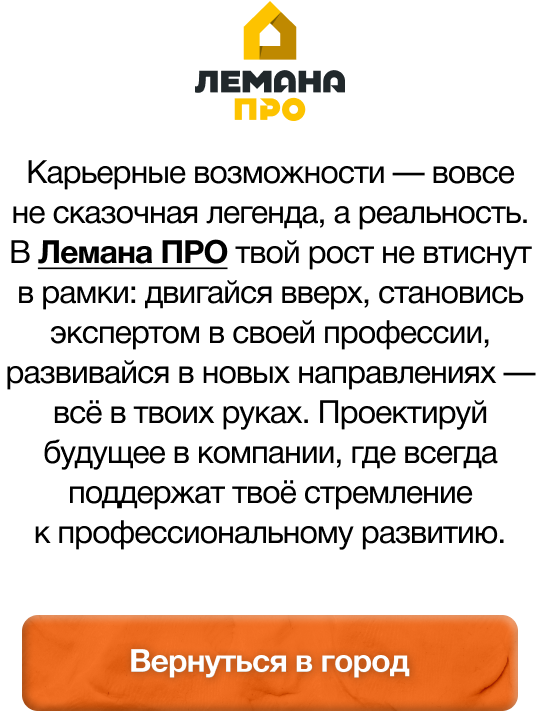 ЛЕМАНА
ПРО
Карьерные возможности — вовсе
не сказочная легенда, а реальность.
В Лемана ПРО твой рост не втиснут
в рамки: двигайся вверх, становись
экспертом в своей профессии,
развивайся в новых направлениях —
всё в твоих руках. Проектируй
будущее в компании, где всегда
поддержат твоё стремление
к профессиональному развитию.
Вернуться в город